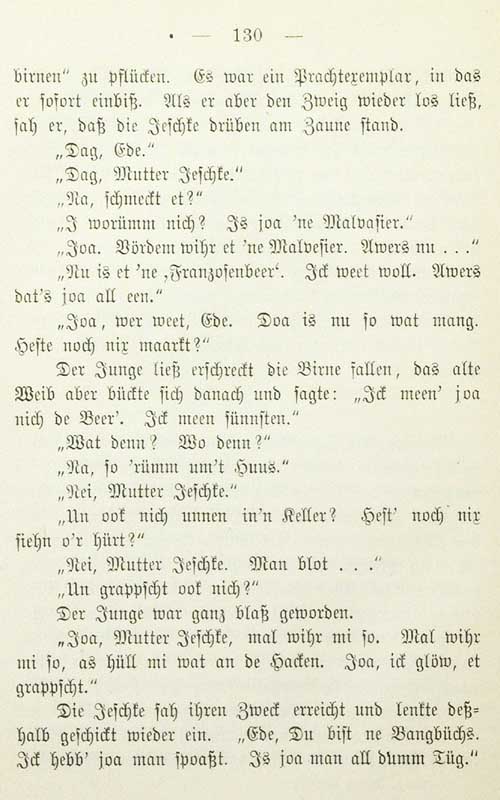 — 130 —
birnen“ zu pflücken. Es war ein Prachtexemplar, in das
er sofort einbiß. Als er aber den Zweig wieder los ließ,
sah er, daß die Jeschke drüben am Zaune stand.
„Dag, Ede.“
„Dag, Mutter Jeschke.“
„Na, schmeckt et?“
„I worümm nich? Is joa 'ne Malvasier.“
„Joa. Vördem wihr et 'ne Malvesier. Awers nu . . .“
„Nu is et 'ne ‚Franzosenbeer‘. Ick weet woll. Awers
dat's joa all een.“
„Joa, wer weet, Ede. Doa is nu so wat mang.
Heste noch nix maarkt?“
Der Junge ließ erschreckt die Birne fallen, das alte
Weib aber bückte sich danach und sagte: „Ick meen' joa
nich de Beer'. Ick meen sünnsten.“
„Wat denn? Wo denn?“
„Na, so 'rümm um't Huus.“
„Nei, Mutter Jeschke.“
„Un ook nich unnen in'n Keller? Hest' noch nix
siehn o'r hürt?“
„Nei, Mutter Jeschke. Man blot . . .“
„Un grappscht ook nich?“
Der Junge war ganz blaß geworden.
„Joa, Mutter Jeschke, mal wihr mi so. Mal wihr
mi so, as hüll mi wat an de Hacken. Joa, ick glöw, et
grappscht.“
Die Jeschke sah ihren Zweck erreicht und lenkte deß-
halb geschickt wieder ein. „Ede, Du bist ne Bangbüchs.
Ick hebb' joa man spoaßt. Is joa man all dumm Tüg.“